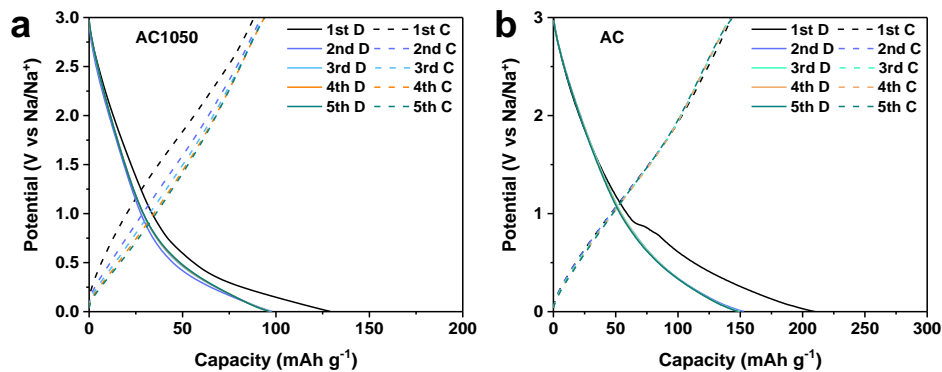 a
AC1050
1st D
1st C
2nd D
2nd C
3rd D
3rd C
4th D
4th C
5th D
5th C
3.0
2.5
2.0
1.5
1.0
0.5
0.0
Potential (V vs Na/Na⁺)
0
50
100
150
200
Capacity (mAh g⁻¹)
b
AC
1st D
1st C
2nd D
2nd C
3rd D
3rd C
4th D
4th C
5th D
5th C
3
2
1
0
Potential (V vs Na/Na⁺)
0
50
100
150
200
250
300
Capacity (mAh g⁻¹)